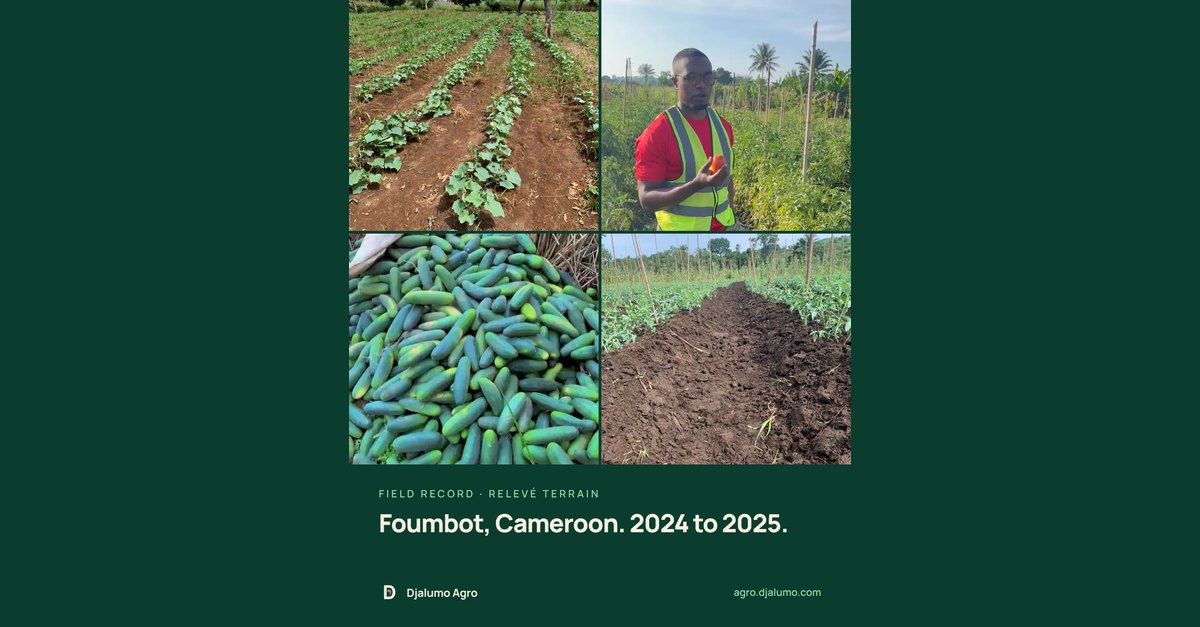 FIELD RECORD · RELEVÉ TERRAIN
Foumbot, Cameroon. 2024 to 2025.
D Djalumo Agro
agro.djalumo.com